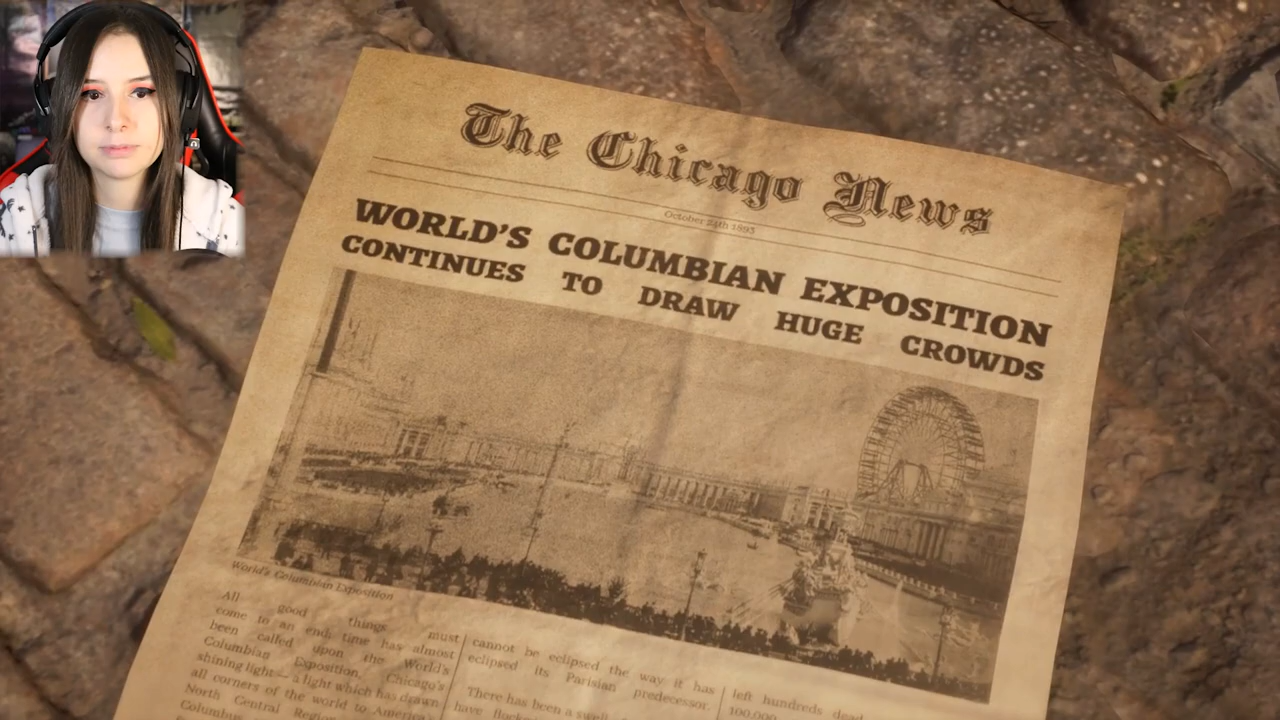 The Chicago News
October 24th 1893
WORLD'S COLUMBIAN EXPOSITION
CONTINUES TO DRAW HUGE CROWDS
World's Columbian Exposition
All good things must
come to an end; time has almost
been called upon the World's
Columbian Exposition, Chicago's
shining light – a light which has drawn
all corners of the world to America's
North Central Region
Columbus
cannot be eclipsed the way it has
eclipsed its Parisian predecessor.
There has been a swell
have flocked
left hundreds dead
100,000